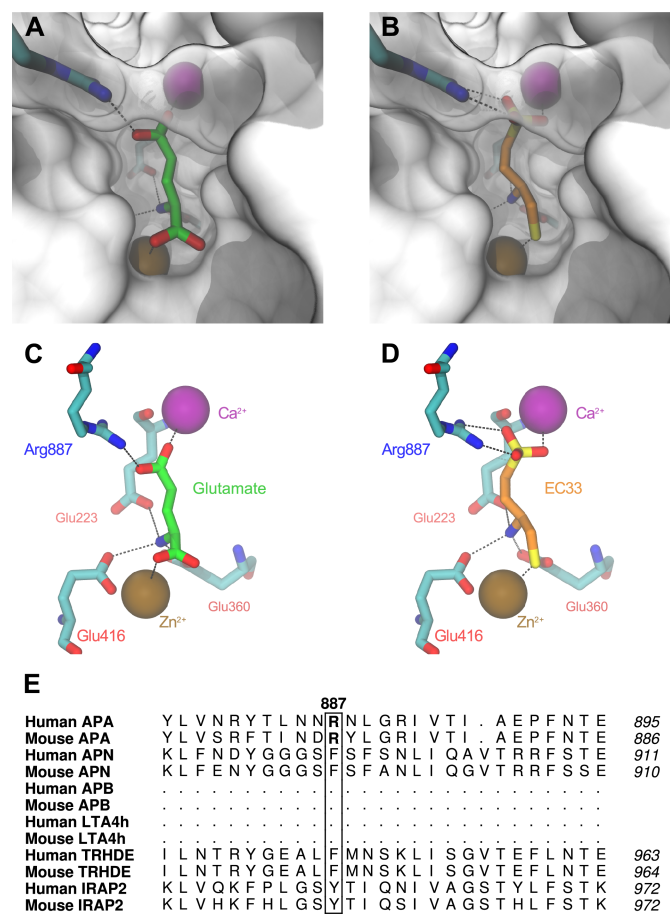 A
B
C
D
Ca²⁺
Ca²⁺
Arg887
Arg887
Glutamate
EC33
Glu223
Glu223
Glu360
Glu360
Zn²⁺
Zn²⁺
Glu416
Glu416
E
887
Human APA Y L V N R Y T L N N R N L G R I V T I . A E P F N T E 895
Mouse APA Y L V S R F T I N D R Y L G R I V T I . A E P F N T E 886
Human APN K L F N D Y G G G S F S F S N L I Q A V T R R F S T E 911
Mouse APN K L F E N Y G G G S F S F A N L I Q G V T R R F S S E 910
Human APB . . . . . . . . . . . . . . . . . . . . . . . . . . . .
Mouse APB . . . . . . . . . . . . . . . . . . . . . . . . . . . .
Human LTA4h . . . . . . . . . . . . . . . . . . . . . . . . . . . .
Mouse LTA4h . . . . . . . . . . . . . . . . . . . . . . . . . . . .
Human TRHDE I L N T R Y G E A L F M N S K L I S G V T E F L N T E 963
Mouse TRHDE I L N T R Y G E A L F M N S K L I S G V T E F L N T E 964
Human IRAP2 K L V Q K F P L G S Y T I Q N I V A G S T Y L F S T K 972
Mouse IRAP2 K L V H K F H L G S Y T I Q S I V A G S T H L F S T K 972